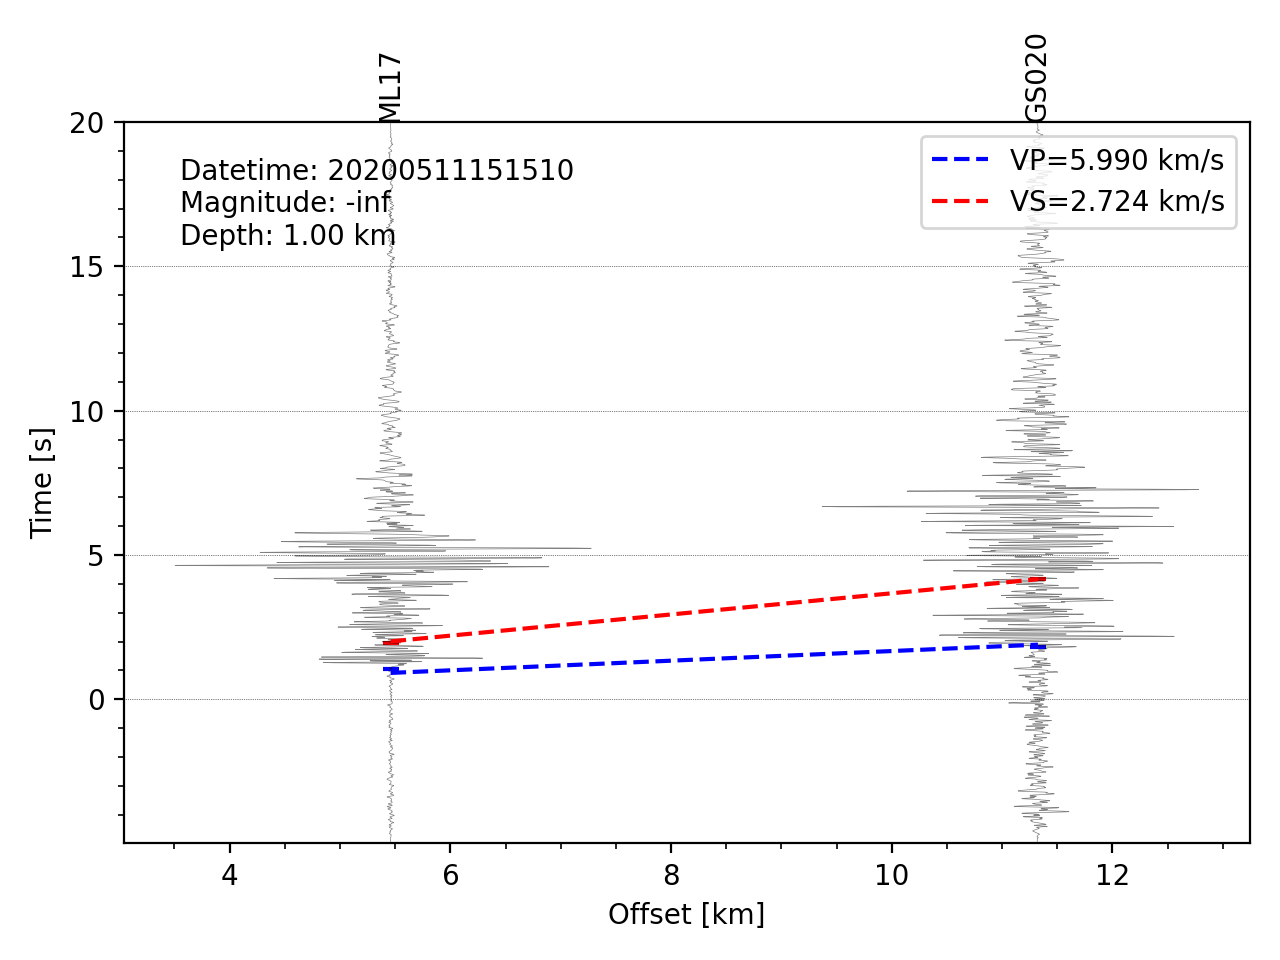 ML17
GS020
Datetime: 20200511151510
Magnitude: -inf
Depth: 1.00 km
VP=5.990 km/s
VS=2.724 km/s
20
15
10
5
0
Time [s]
4 6 8 10 12
Offset [km]